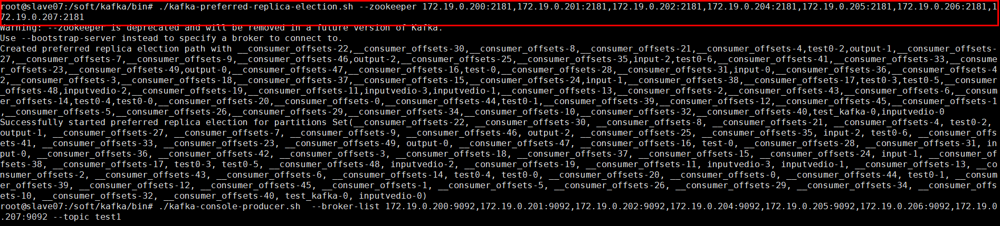 root@slave07:/soft/kafka/bin# ./kafka-preferred-replica-election.sh --zookeeper 172.19.0.200:2181,172.19.0.201:2181,172.19.0.202:2181,172.19.0.204:2181,172.19.0.205:2181,172.19.0.206:2181,1
72.19.0.207:2181
Warning: --zookeeper is deprecated and will be removed in a future version of Kafka.
Use --bootstrap-server instead to specify a broker to connect to.
Created preferred replica election path with __consumer_offsets-22,__consumer_offsets-30,__consumer_offsets-8,__consumer_offsets-21,__consumer_offsets-4,test0-2,output-1,__consumer_offsets-
27,__consumer_offsets-7,__consumer_offsets-9,__consumer_offsets-46,output-2,__consumer_offsets-25,__consumer_offsets-35,input-2,test0-6,__consumer_offsets-41,__consumer_offsets-33,__consume
r_offsets-23,__consumer_offsets-49,output-0,__consumer_offsets-47,__consumer_offsets-16,test-0,__consumer_offsets-28,__consumer_offsets-31,input-0,__consumer_offsets-36,__consumer_offsets-4
2,__consumer_offsets-3,__consumer_offsets-18,__consumer_offsets-37,__consumer_offsets-15,__consumer_offsets-24,input-1,__consumer_offsets-38,__consumer_offsets-17,test0-3,test0-5,__consumer
_offsets-48,inputvedio-2,__consumer_offsets-19,__consumer_offsets-11,inputvedio-3,inputvedio-1,__consumer_offsets-13,__consumer_offsets-2,__consumer_offsets-43,__consumer_offsets-6,__consum
er_offsets-14,test0-4,test0-0,__consumer_offsets-20,__consumer_offsets-0,__consumer_offsets-44,test0-1,__consumer_offsets-39,__consumer_offsets-12,__consumer_offsets-45,__consumer_offsets-1
,__consumer_offsets-5,__consumer_offsets-26,__consumer_offsets-29,__consumer_offsets-34,__consumer_offsets-10,__consumer_offsets-32,__consumer_offsets-40,test_kafka-0,inputvedio-0
Successfully started preferred replica election for partitions Set(__consumer_offsets-22, __consumer_offsets-30, __consumer_offsets-8, __consumer_offsets-21, __consumer_offsets-4, test0-2,
output-1, __consumer_offsets-27, __consumer_offsets-7, __consumer_offsets-9, __consumer_offsets-46, output-2, __consumer_offsets-25, __consumer_offsets-35, input-2, test0-6, __consumer_offs
ets-41, __consumer_offsets-33, __consumer_offsets-23, __consumer_offsets-49, output-0, __consumer_offsets-47, __consumer_offsets-16, test-0, __consumer_offsets-28, __consumer_offsets-31, in
put-0, __consumer_offsets-36, __consumer_offsets-42, __consumer_offsets-3, __consumer_offsets-18, __consumer_offsets-37, __consumer_offsets-15, __consumer_offsets-24, input-1, __consumer_of
fsets-38, __consumer_offsets-17, test0-3, test0-5, __consumer_offsets-48, inputvedio-2, __consumer_offsets-19, __consumer_offsets-11, inputvedio-3, inputvedio-1, __consumer_offsets-13, __co
nsumer_offsets-2, __consumer_offsets-43, __consumer_offsets-6, __consumer_offsets-14, test0-4, test0-0, __consumer_offsets-20, __consumer_offsets-0, __consumer_offsets-44, test0-1, __consum
er_offsets-39, __consumer_offsets-12, __consumer_offsets-45, __consumer_offsets-1, __consumer_offsets-5, __consumer_offsets-26, __consumer_offsets-29, __consumer_offsets-34, __consumer_offs
ets-10, __consumer_offsets-32, __consumer_offsets-40, test_kafka-0, inputvedio-0)
root@slave07:/soft/kafka/bin# ./kafka-console-producer.sh  --broker-list 172.19.0.200:9092,172.19.0.201:9092,172.19.0.202:9092,172.19.0.204:9092,172.19.0.205:9092,172.19.0.206:9092,172.19.0
.207:9092 --topic test1